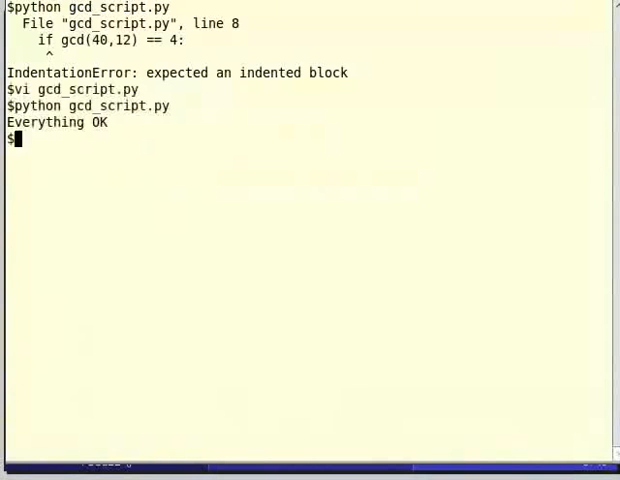 $python gcd_script.py
  File "gcd_script.py", line 8
    if gcd(40,12) == 4:
     ^
IndentationError: expected an indented block
$vi gcd_script.py
$python gcd_script.py
Everything OK
$